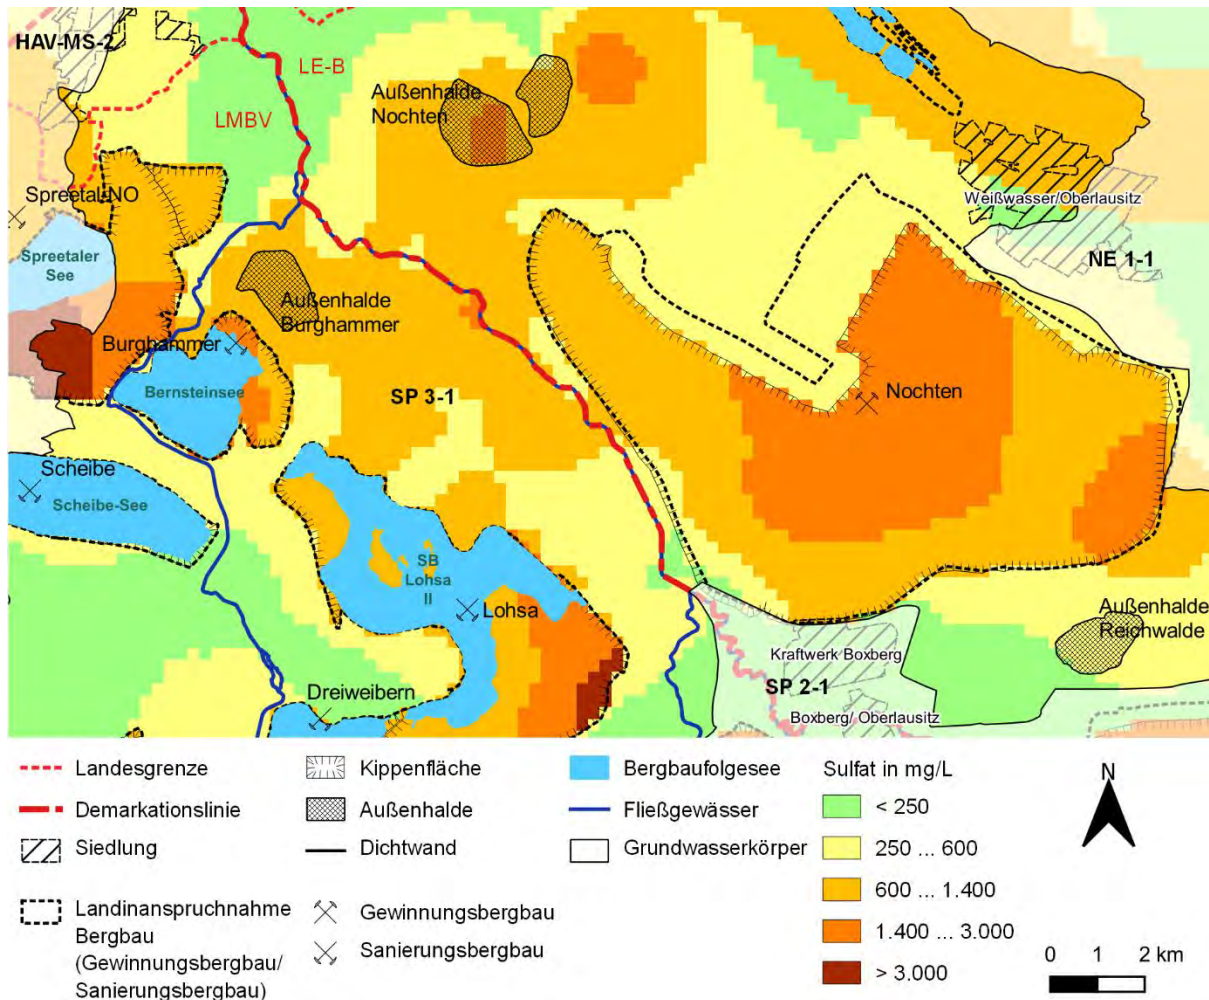 HAV-MS-2
LE-B
LMBV
Außenhalde
Nochten
Spreetal-NO
Spreetaler
See
Weißwasser/Oberlausitz
NE 1-1
Außenhalde
Burghammer
Burghammer
Bernsteinsee
SP 3-1
Nochten
Scheibe
Scheibe-See
SB
Lohsa
II
Lohsa
Außenhalde
Reichwalde
Kraftwerk Boxberg
SP 2-1
Dreiweibern
Boxberg/ Oberlausitz
Landesgrenze
Demarkationslinie
Siedlung
Landinanspruchnahme
Bergbau
(Gewinnungsbergbau/
Sanierungsbergbau)
Kippenfläche
Außenhalde
Dichtwand
Gewinnungsbergbau
Sanierungsbergbau
Bergbaufolgesee
Fließgewässer
Grundwasserkörper
Sulfat in mg/L
< 250
250 ... 600
600 ... 1.400
1.400 ... 3.000
> 3.000
N
0 1 2 km